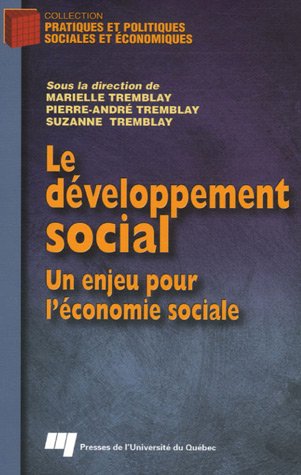 COLLECTION
PRATIQUES ET POLITIQUES
SOCIALES ET ÉCONOMIQUES
Sous la direction de
MARIELLE TREMBLAY
PIERRE-ANDRÉ TREMBLAY
SUZANNE TREMBLAY
Le
développement
social
Un enjeu pour
l'économie sociale
Presses de l'Université du Québec